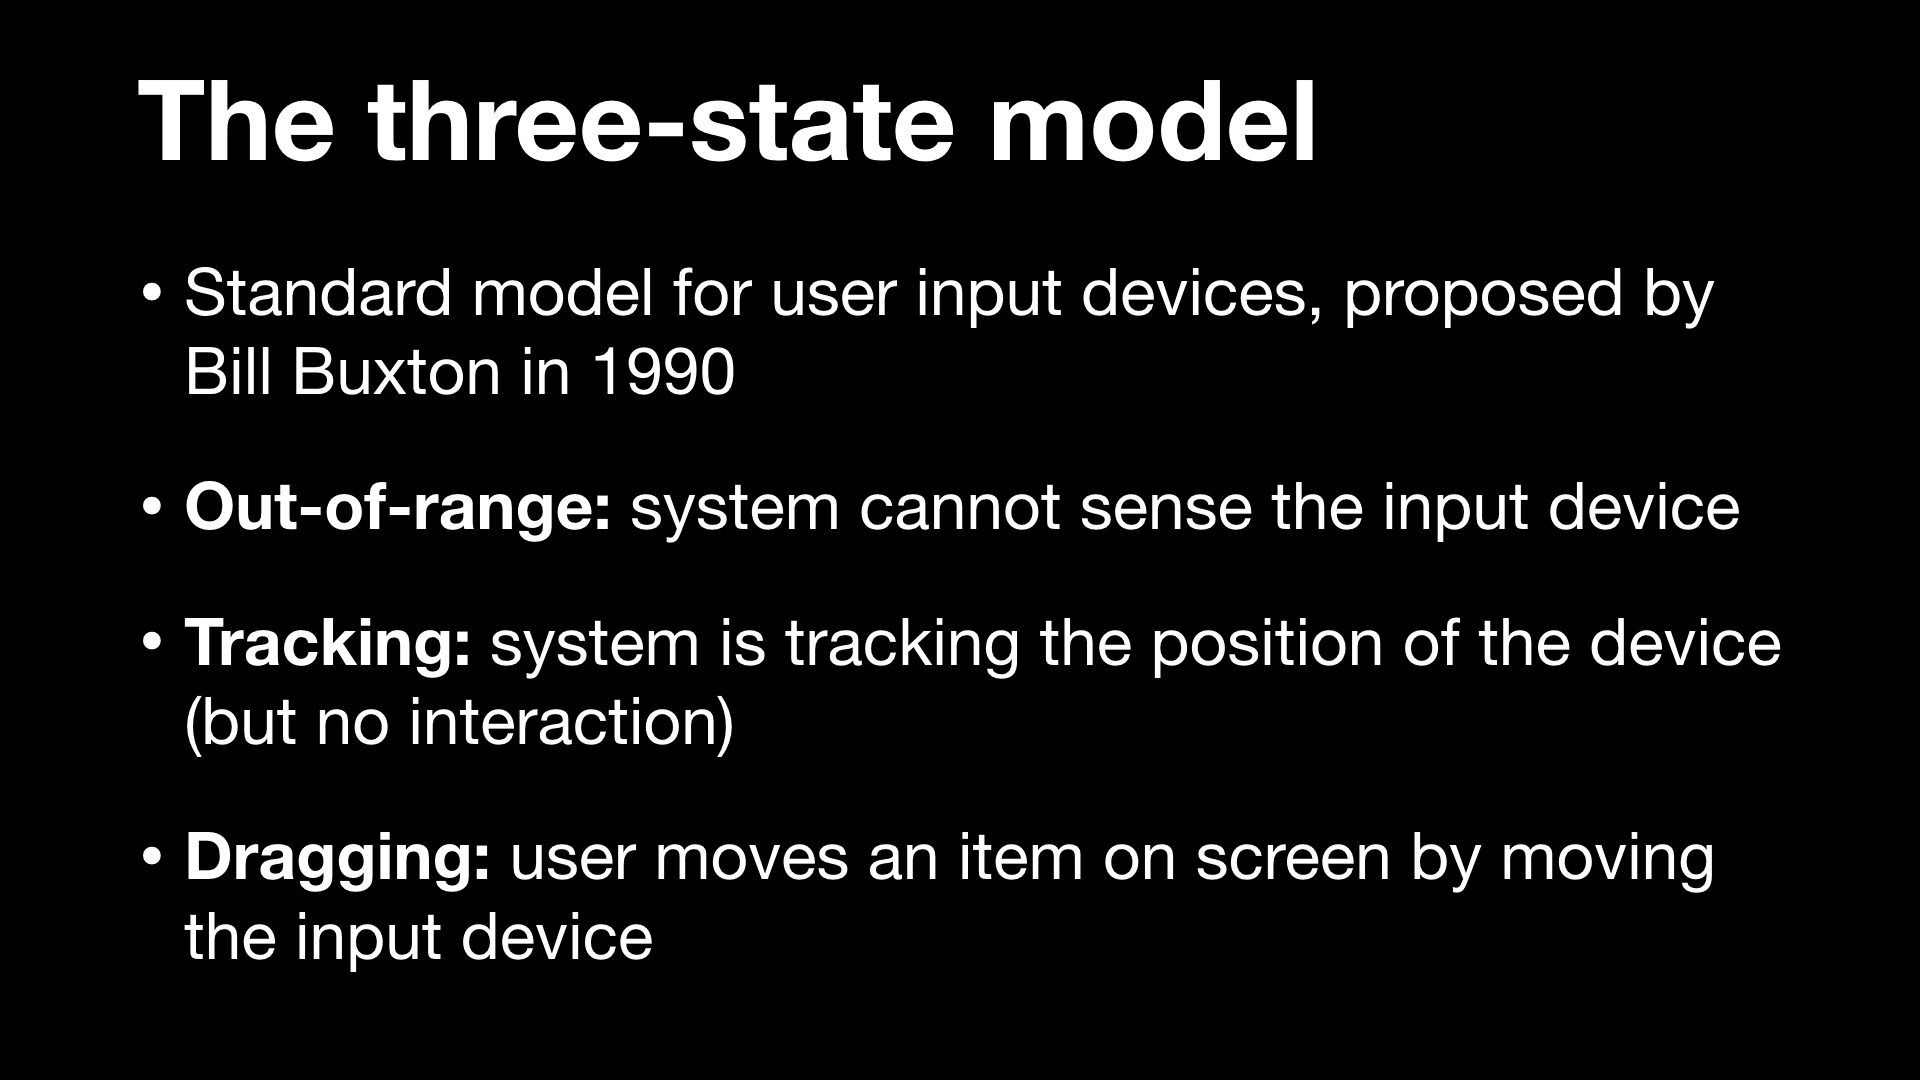 The three-state model
• Standard model for user input devices, proposed by
Bill Buxton in 1990
• Out-of-range: system cannot sense the input device
• Tracking: system is tracking the position of the device
(but no interaction)
• Dragging: user moves an item on screen by moving
the input device